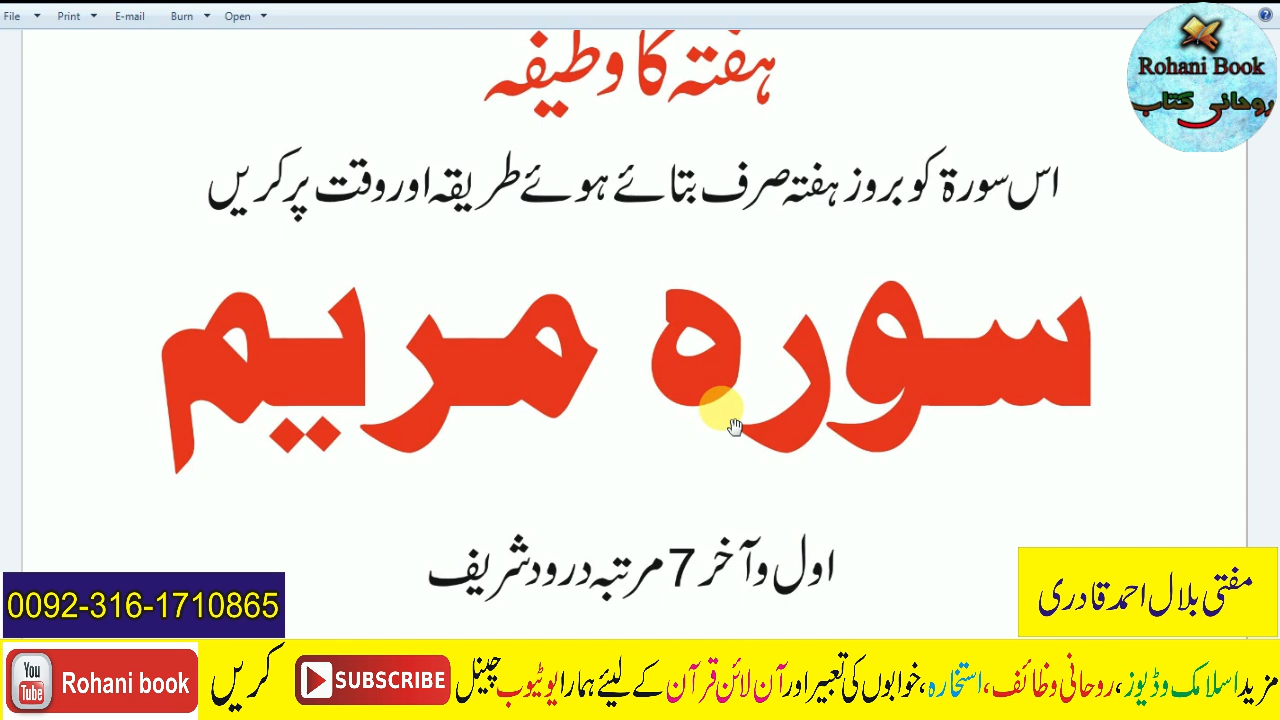 File Print E-mail Burn Open
Rohani Book
روحانی کتاب
ہفتہ کا وظیفہ
اس سورۃ کو بروز ہفتہ صرف بتائے ہوئے طریقہ اور وقت پر کریں
سورہ مریم
اول و آخر 7 مرتبہ درود شریف
0092-316-1710865
مفتی بلال احمد قادری
مزید اسلامک وڈیوز، روحانی وظائف، استخارہ، خوابوں کی تعبیر اور آن لائن قرآن کے لیئے ہمارا یوٹیوب چینل SUBSCRIBE کریں
You Tube Rohani book